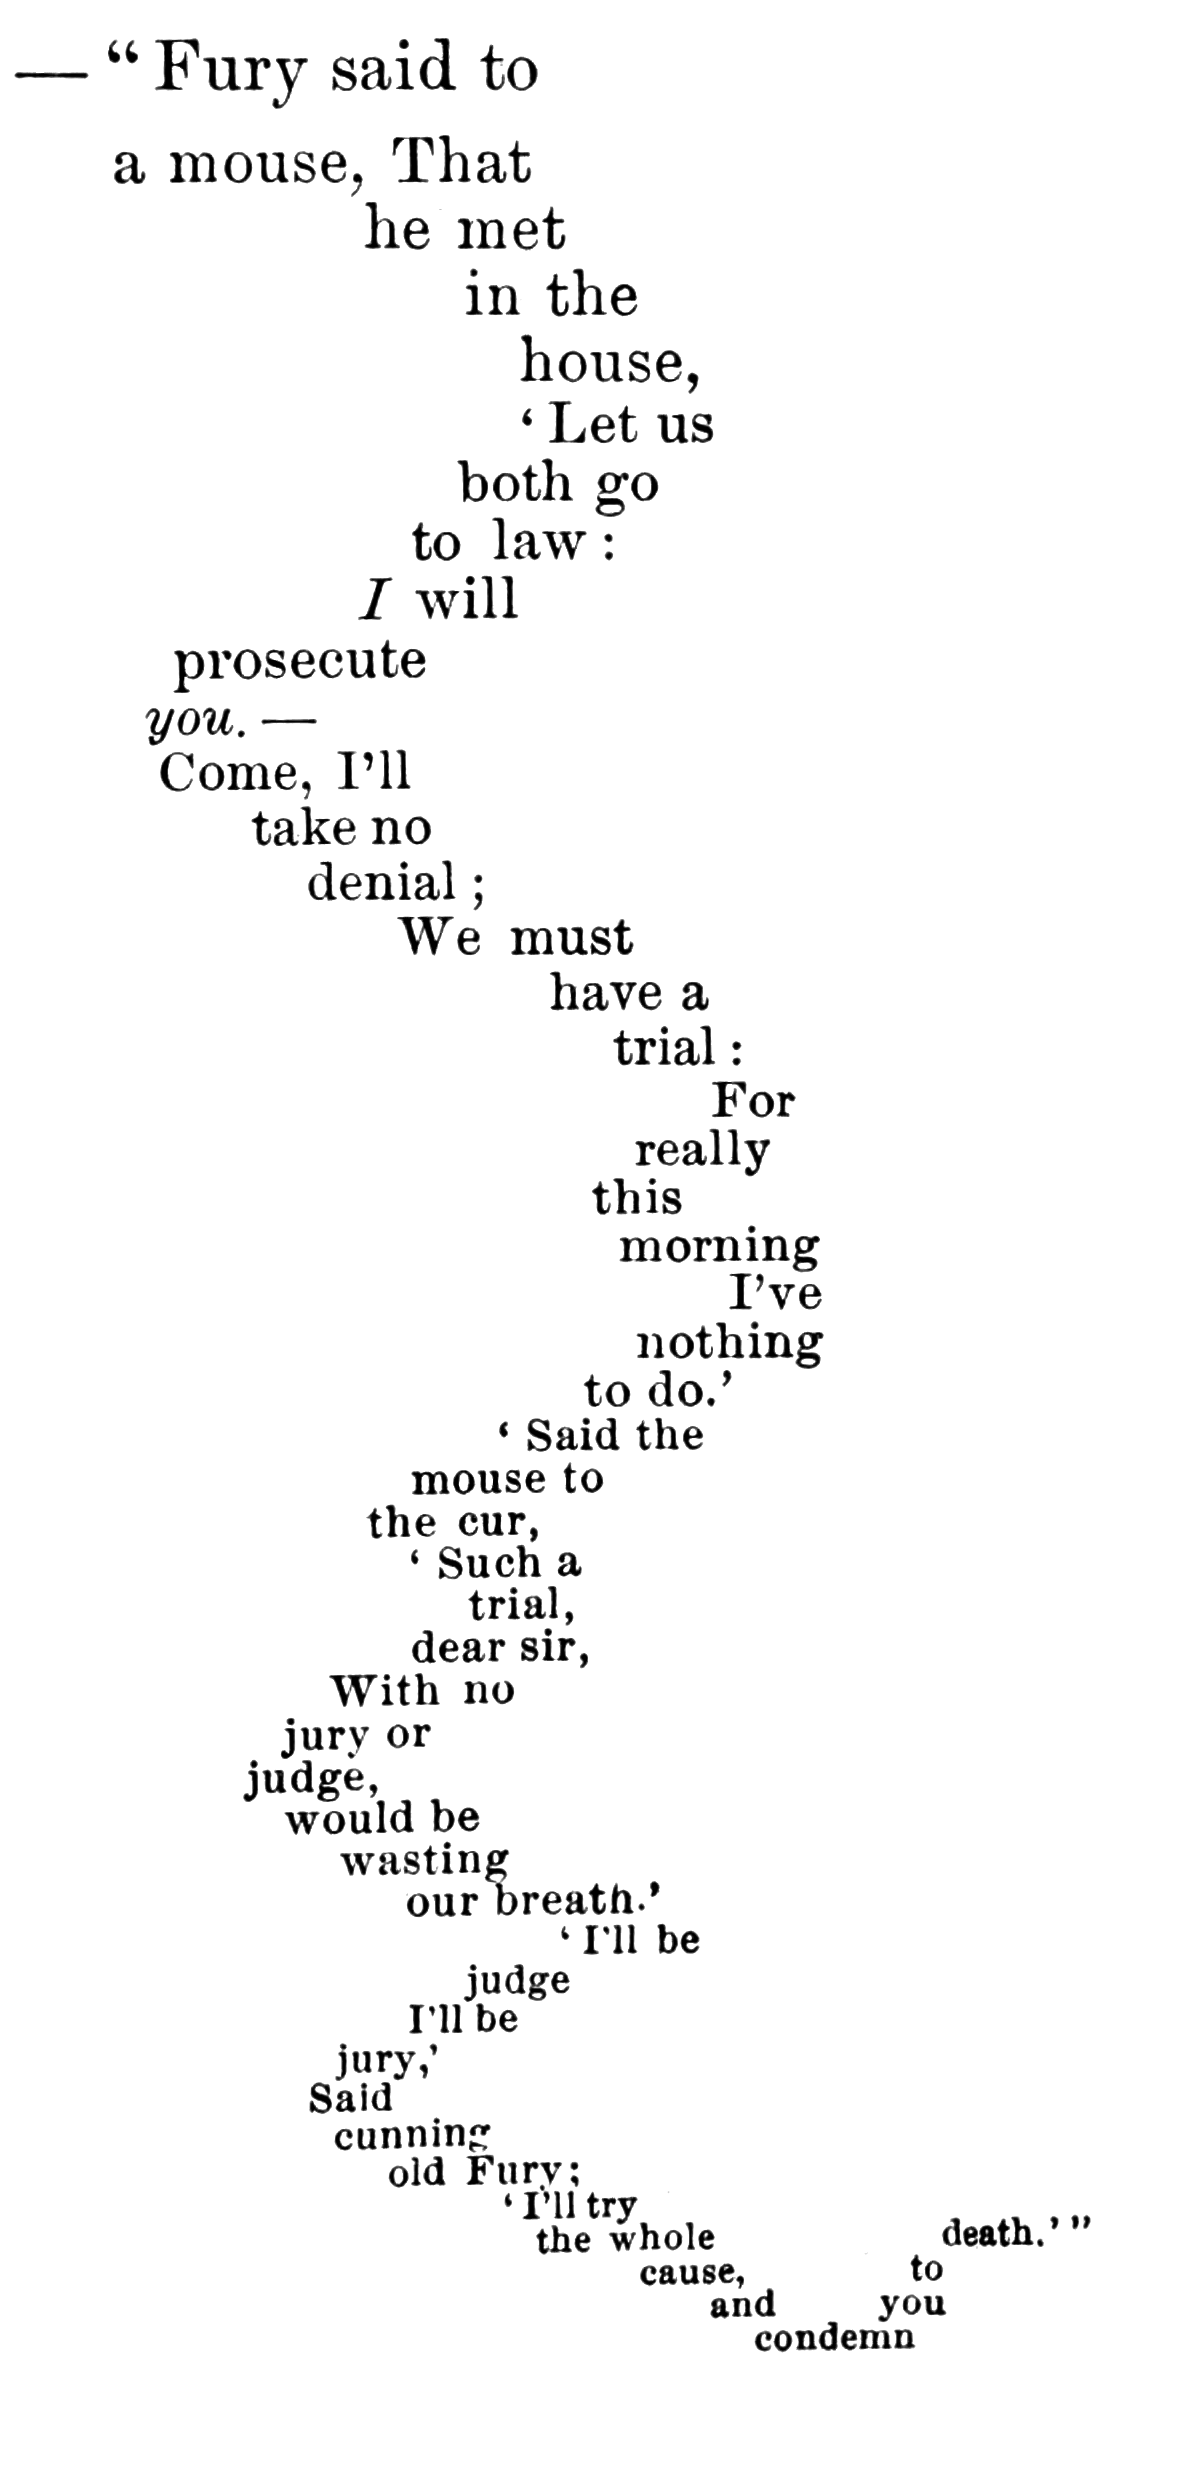 —“Fury said to
a mouse, That
he met
in the
house,
‘Let us
both go
to law:
I will
prosecute
you.—
Come, I’ll
take no
denial;
We must
have a
trial:
For
really
this
morning
I’ve
nothing
to do.’
‘Said the
mouse to
the cur,
‘Such a
trial,
dear sir,
With no
jury or
judge,
would be
wasting
our breath.’
‘I’ll be
judge
I’ll be
jury,’
Said
cunning
old Fury;
‘I’ll try
the whole
cause,
and
condemn
you
to
death.’”